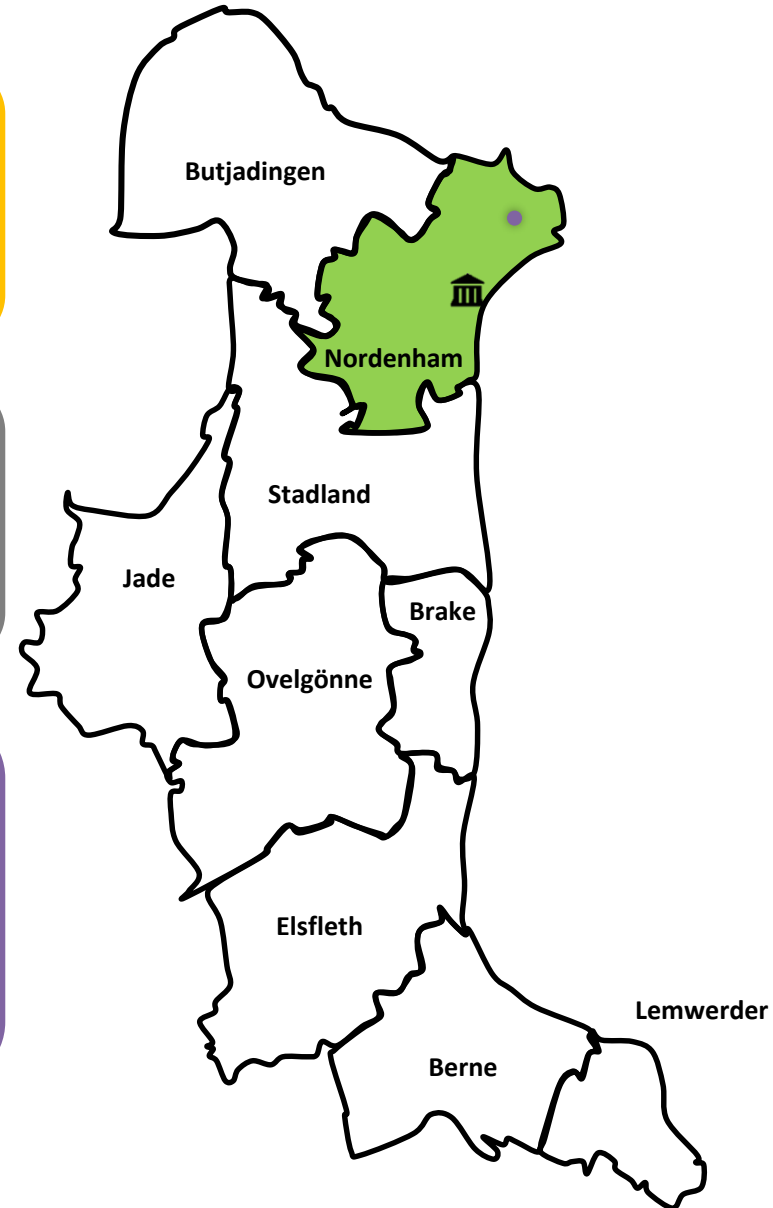 Butjadingen
Nordenham
Stadland
Jade
Brake
Ovelgönne
Elsfleth
Lemwerder
Berne